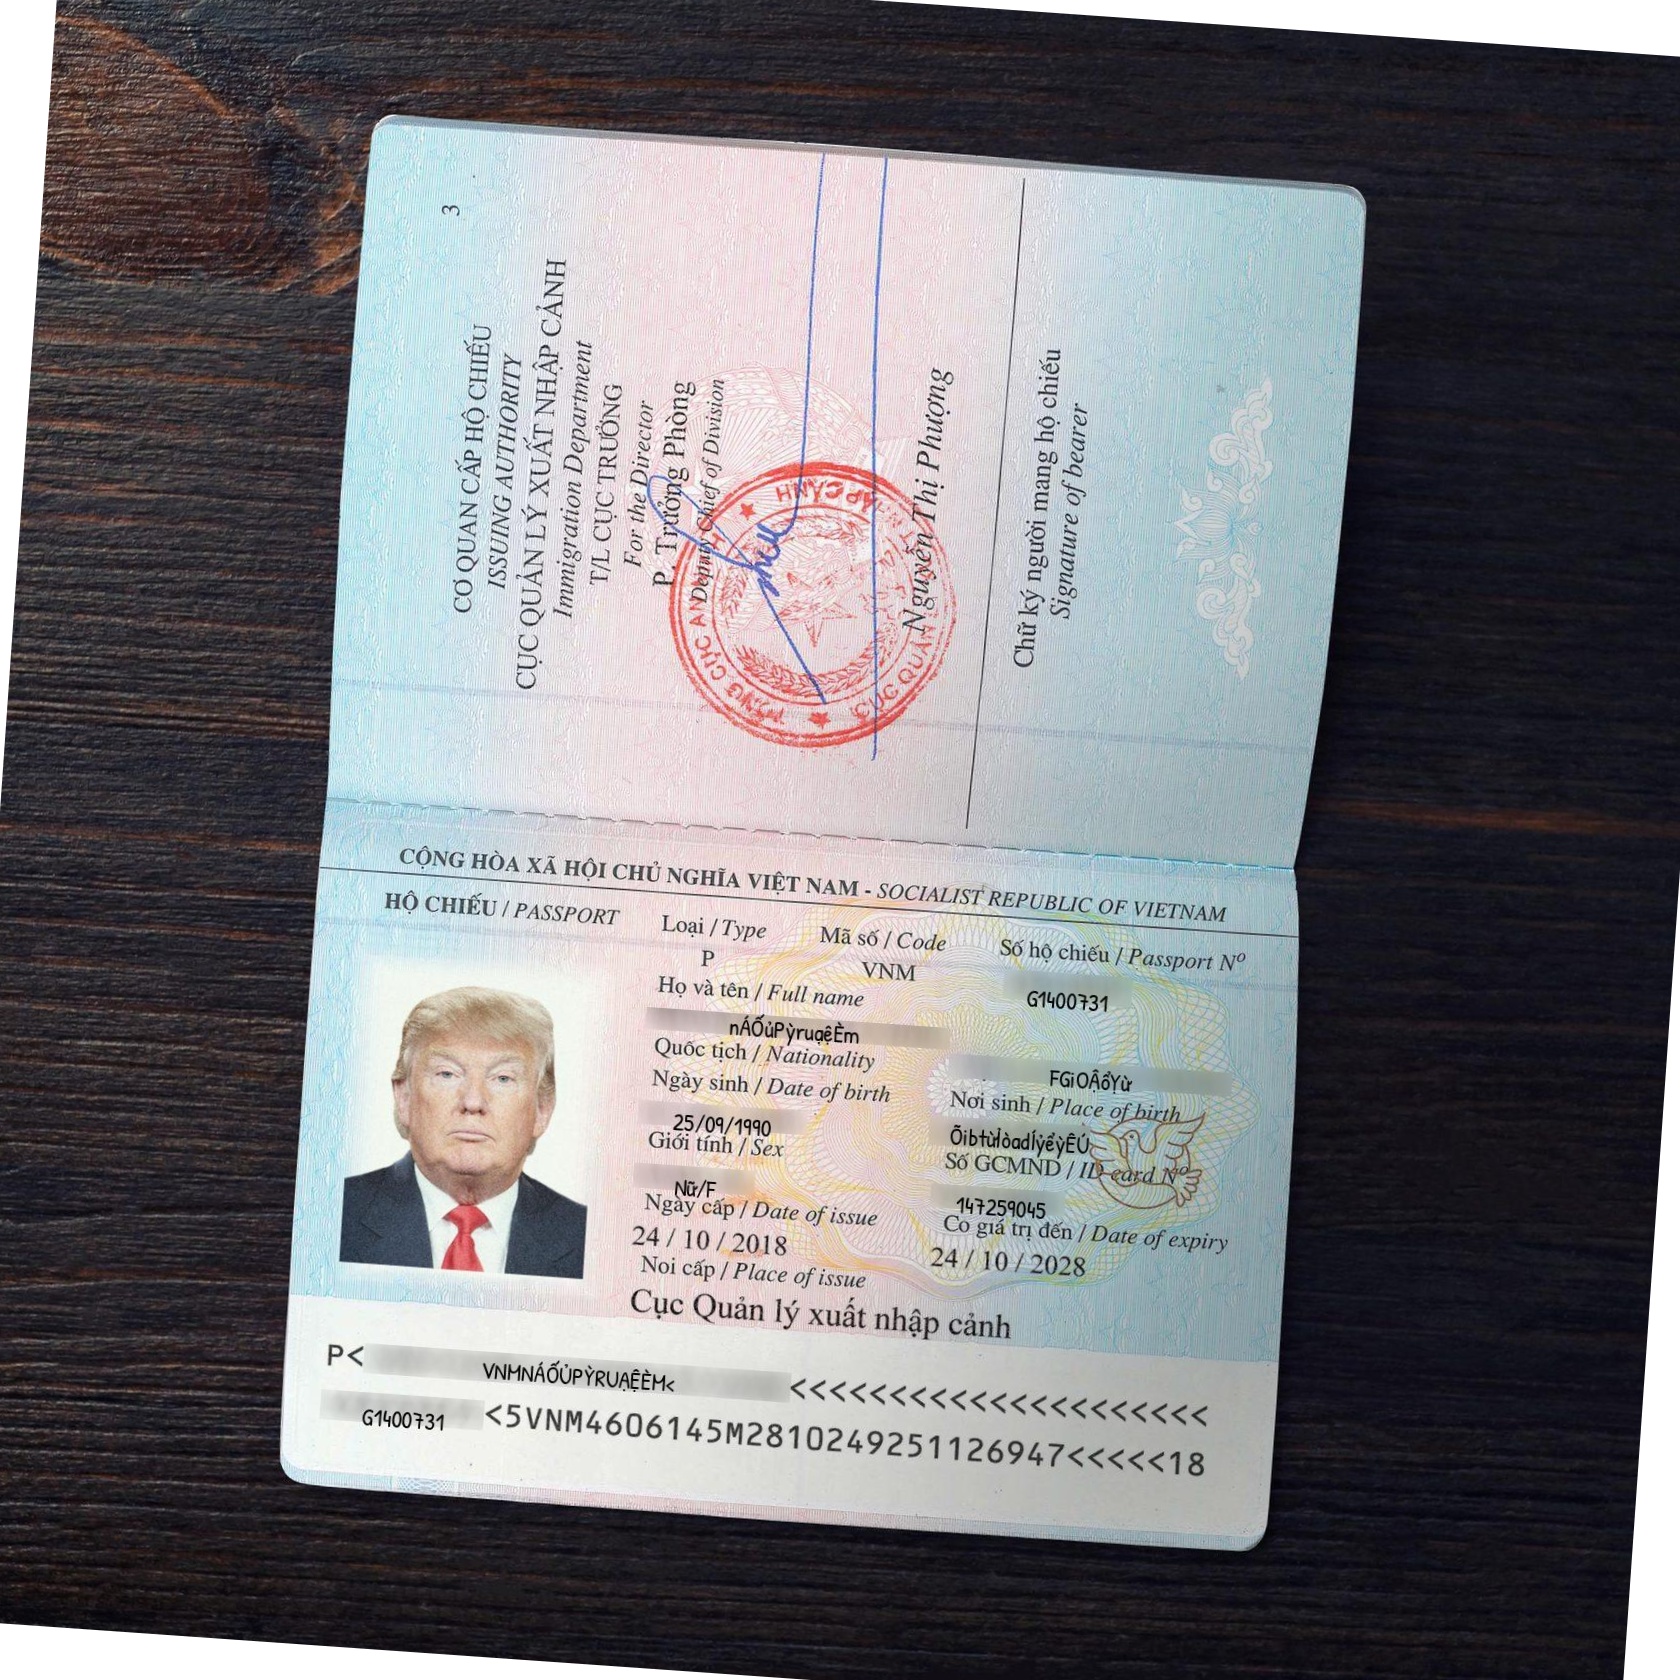 3
CƠ QUAN CẤP HỘ CHIẾU
ISSUING AUTHORITY
CỤC QUẢN LÝ XUẤT NHẬP CẢNH
Immigration Department
T/L CỤC TRƯỞNG
For the Director
P. Trưởng Phòng
Deputy Chief of Division
Nguyễn Thị Phượng
Chữ ký người mang hộ chiếu
Signature of bearer
CỘNG HÒA XÃ HỘI CHỦ NGHĨA VIỆT NAM - SOCIALIST REPUBLIC OF VIETNAM
HỘ CHIẾU / PASSPORT
Loại / Type Mã số / Code Số hộ chiếu / Passport Nº
P VNM G1400731
Họ và tên / Full name
nÁỐủPỳruạệÈm
Quốc tịch / Nationality
FGiOẬổYừ
Ngày sinh / Date of birth Nơi sinh / Place of birth
25/09/1990
Giới tính / Sex Số GCMND / ID card Nº
Nữ/F 147259045
Ngày cấp / Date of issue Có giá trị đến / Date of expiry
24 / 10 / 2018 24 / 10 / 2028
Noi cấp / Place of issue
Cục Quản lý xuất nhập cảnh
P< VNMNÁỐỦPỲRUẠỆÈM< <<<<<<<<<<<<<<<<<<<<<
G1400731 <5VNM4606145M2810249251126947<<<<<18